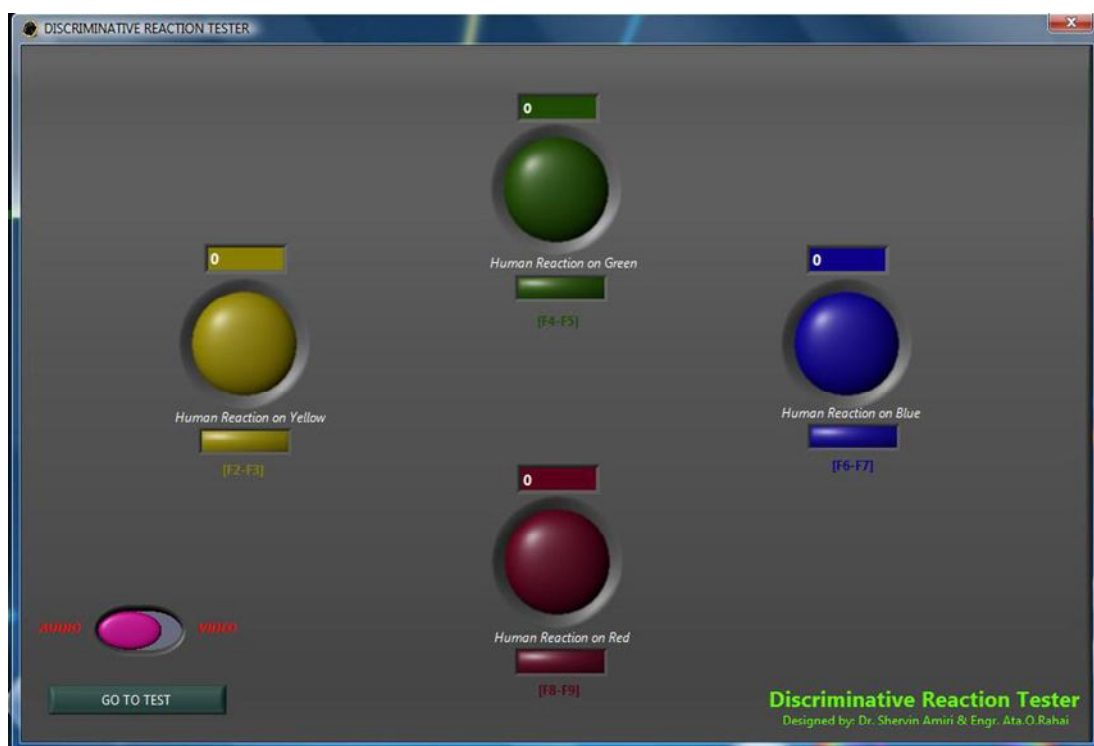 DISCRIMINATIVE REACTION TESTER
X
0
Human Reaction on Green
[F4-F5]
0
Human Reaction on Yellow
[F2-F3]
0
Human Reaction on Blue
[F6-F7]
0
Human Reaction on Red
[F8-F9]
AUDIO VIDEO
GO TO TEST
Discriminative Reaction Tester
Designed by: Dr. Shervin Amiri & Engr. Ata.O.Rahai